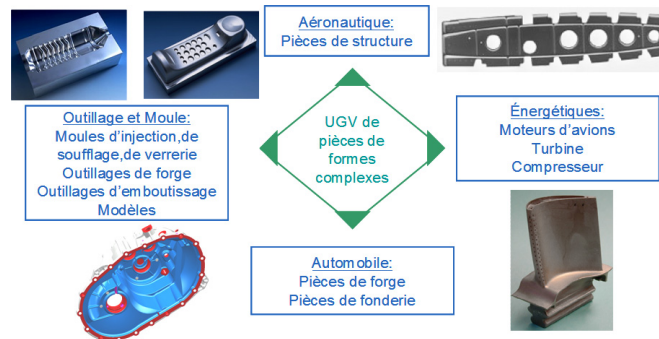 Aéronautique:
Pièces de structure
Outillage et Moule:
Moules d'injection,de
soufflage,de verrerie
Outillages de forge
Outillages d'emboutissage
Modèles
UGV de
pièces de
formes
complexes
Énergétiques:
Moteurs d'avions
Turbine
Compresseur
Automobile:
Pièces de forge
Pièces de fonderie